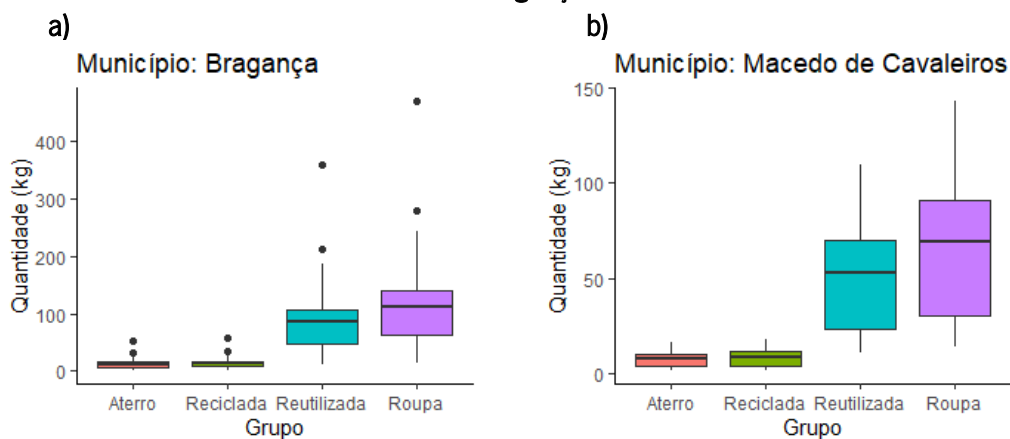 a)
Município: Bragança
Quantidade (kg)
400
300
200
100
0
Aterro Reciclada Reutilizada Roupa
Grupo
b)
Município: Macedo de Cavaleiros
Quantidade (kg)
150
100
50
0
Aterro Reciclada Reutilizada Roupa
Grupo